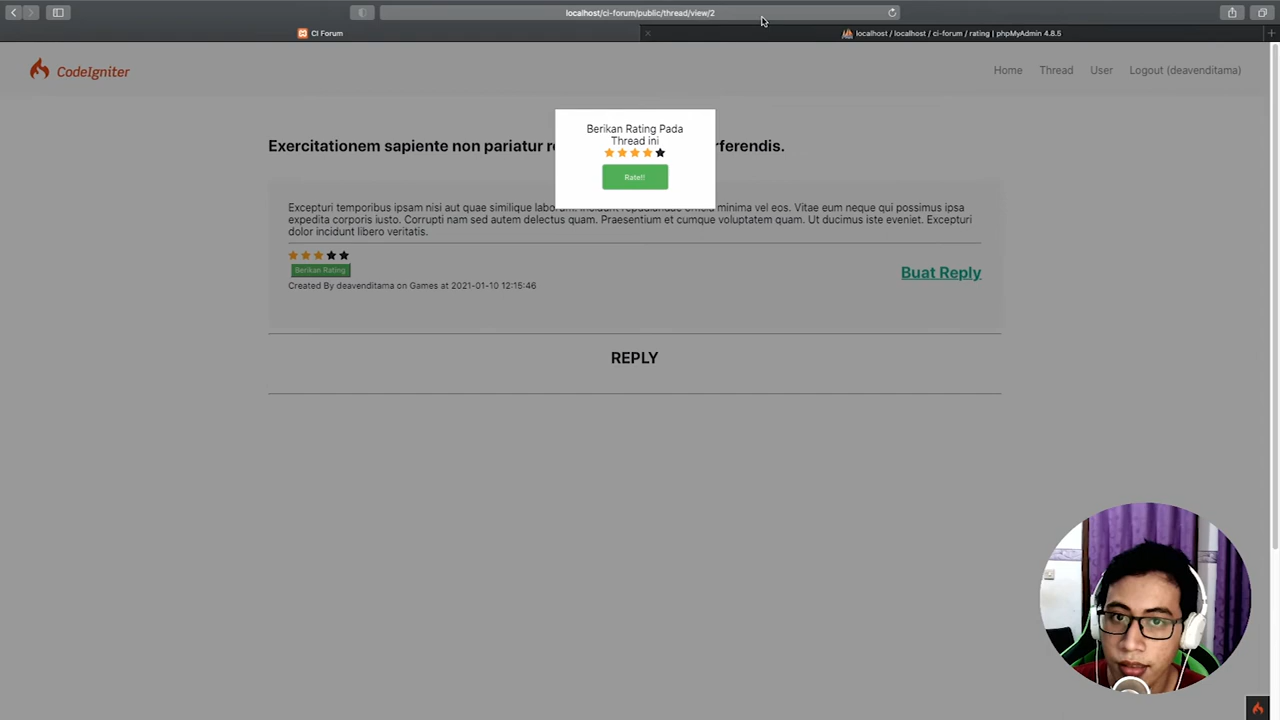 localhost/ci-forum/public/thread/view/2
CI Forum
localhost / localhost / ci-forum / rating | phpMyAdmin 4.8.5
CodeIgniter
Home
Thread
User
Logout (deavenditama)
Berikan Rating Pada
Thread ini
Rate!!
Exercitationem sapiente non pariatur r
rferendis.
Excepturi temporibus ipsam nisi aut quae similique laborum. Incidunt repudiandae omnis minima vel eos. Vitae eum neque qui possimus ipsa
expedita corporis iusto. Corrupti nam sed autem delectus quam. Praesentium et cumque voluptatem quam. Ut ducimus iste eveniet. Excepturi
dolor incidunt libero veritatis.
Berikan Rating
Buat Reply
Created By deavenditama on Games at 2021-01-10 12:15:46
REPLY